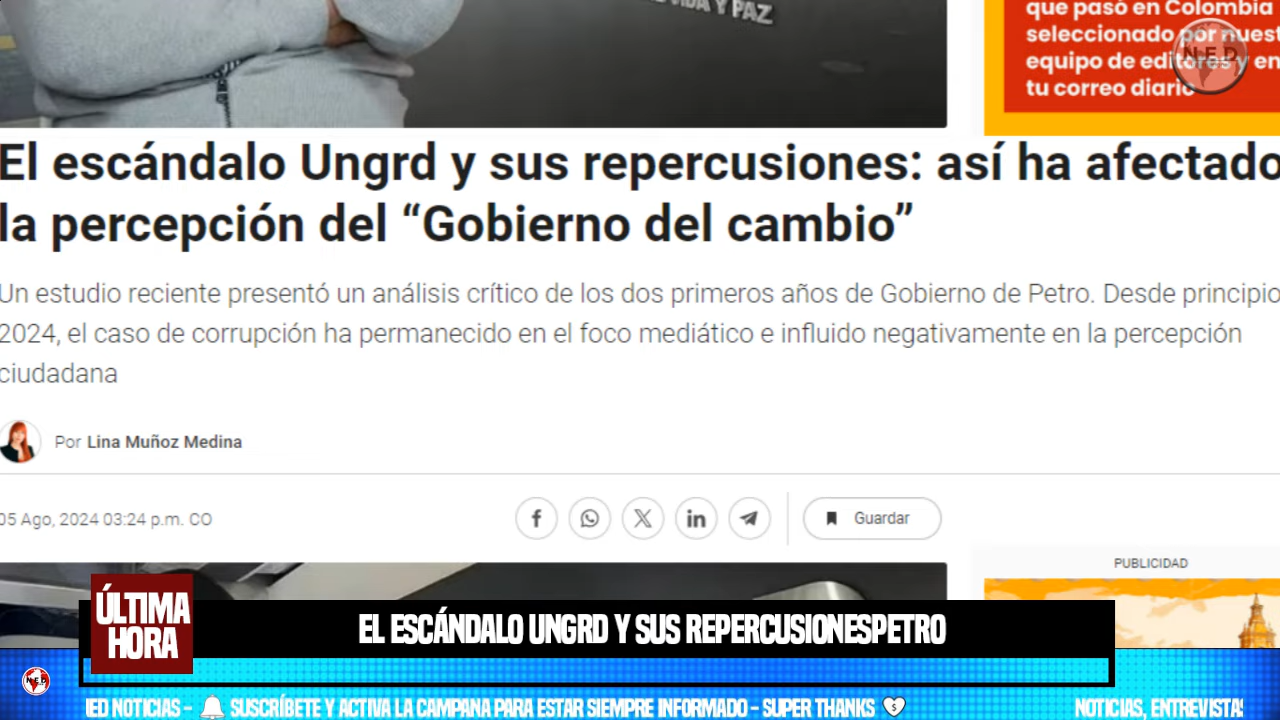 VIDA Y PAZ
que pasó en Colombia
seleccionado por nuest
equipo de editores y en
tu correo diario
N.E.D
El escándalo Ungrd y sus repercusiones: así ha afectado
la percepción del “Gobierno del cambio”
Un estudio reciente presentó un análisis crítico de los dos primeros años de Gobierno de Petro. Desde principio
2024, el caso de corrupción ha permanecido en el foco mediático e influido negativamente en la percepción
ciudadana
Por Lina Muñoz Medina
05 Ago, 2024 03:24 p.m. CO
Guardar
PUBLICIDAD
ÚLTIMA
HORA
EL ESCÁNDALO UNGRD Y SUS REPERCUSIONESPETRO
N.E.D
NED NOTICIAS - SUSCRÍBETE Y ACTIVA LA CAMPANA PARA ESTAR SIEMPRE INFORMADO - SUPER THANKS NOTICIAS, ENTREVISTAS